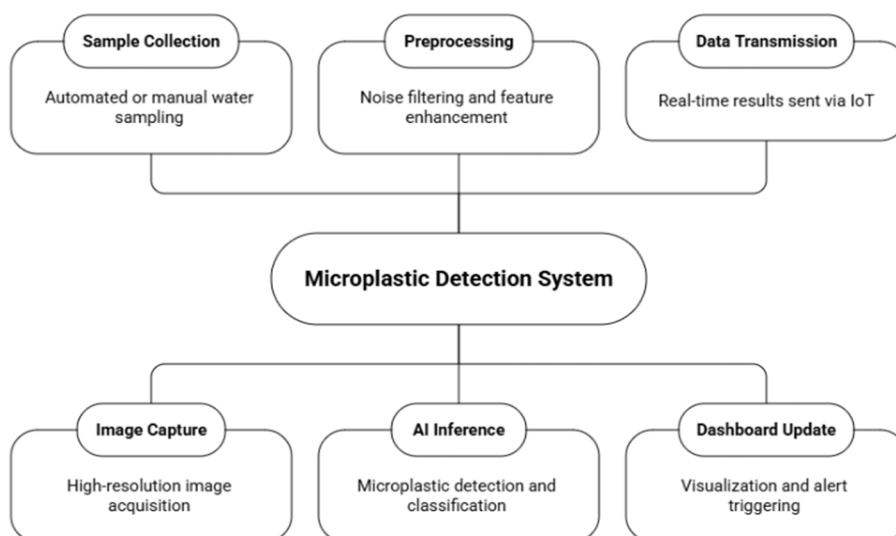 Sample Collection
Automated or manual water
sampling
Preprocessing
Noise filtering and feature
enhancement
Data Transmission
Real-time results sent via IoT
Microplastic Detection System
Image Capture
High-resolution image
acquisition
AI Inference
Microplastic detection and
classification
Dashboard Update
Visualization and alert
triggering